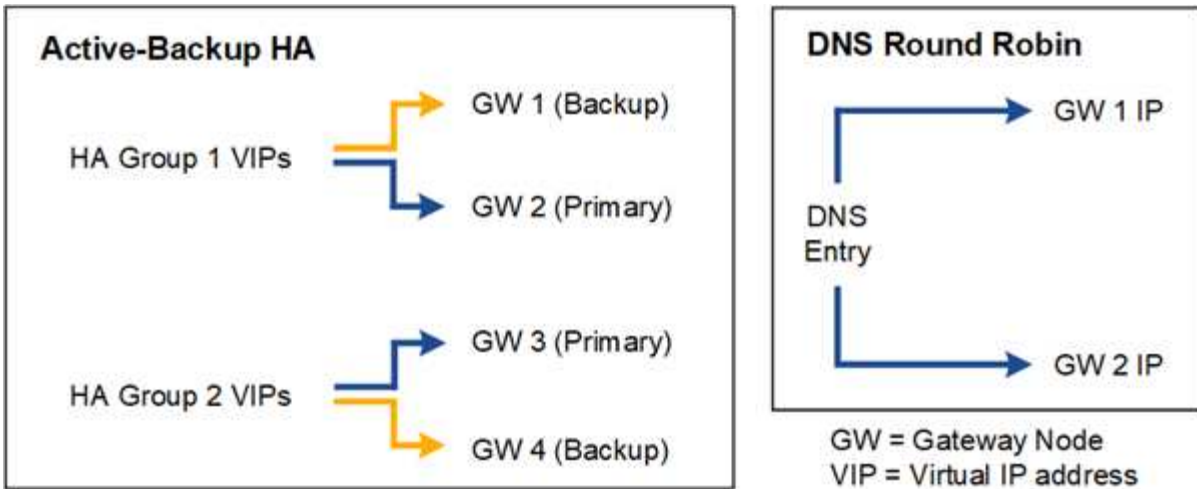 Active-Backup HA
GW 1 (Backup)
HA Group 1 VIPs
GW 2 (Primary)
GW 3 (Primary)
HA Group 2 VIPs
GW 4 (Backup)
DNS Round Robin
GW 1 IP
DNS
Entry
GW 2 IP
GW = Gateway Node
VIP = Virtual IP address